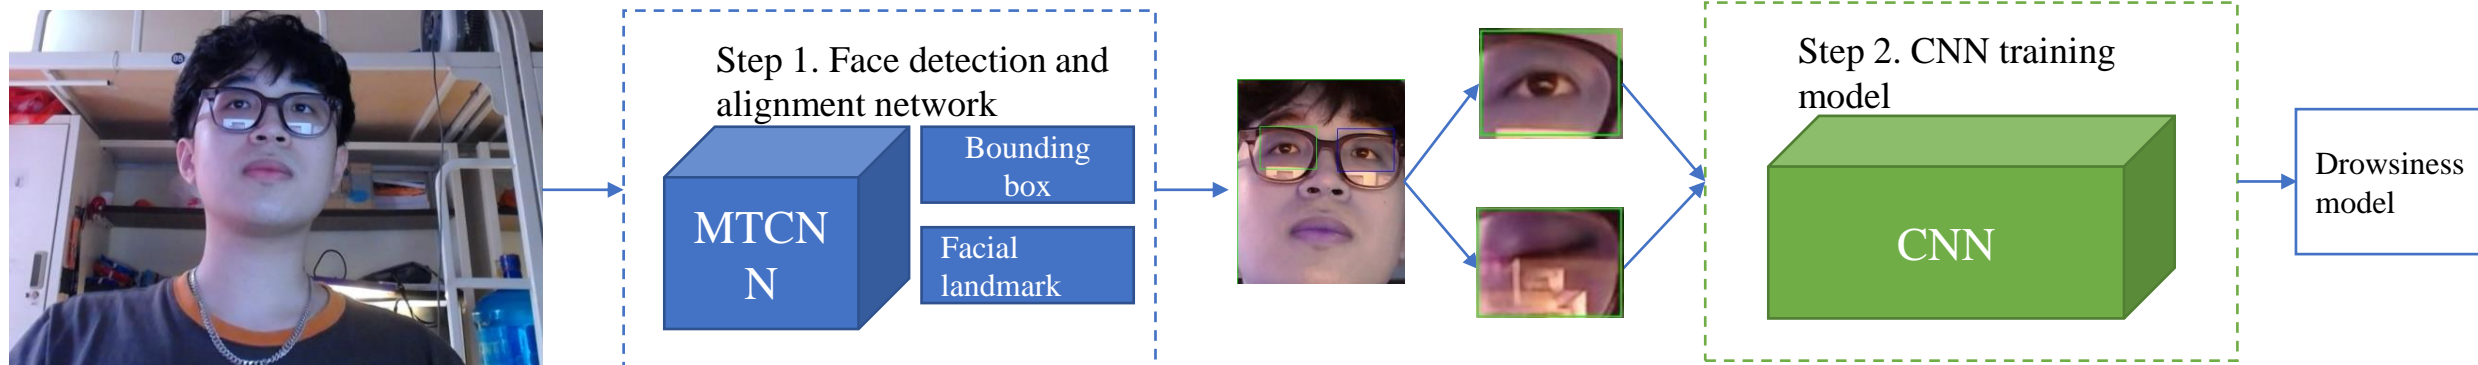 Step 1. Face detection and
alignment network
MTCN
N
Bounding
box
Facial
landmark
Step 2. CNN training
model
CNN
Drowsiness
model